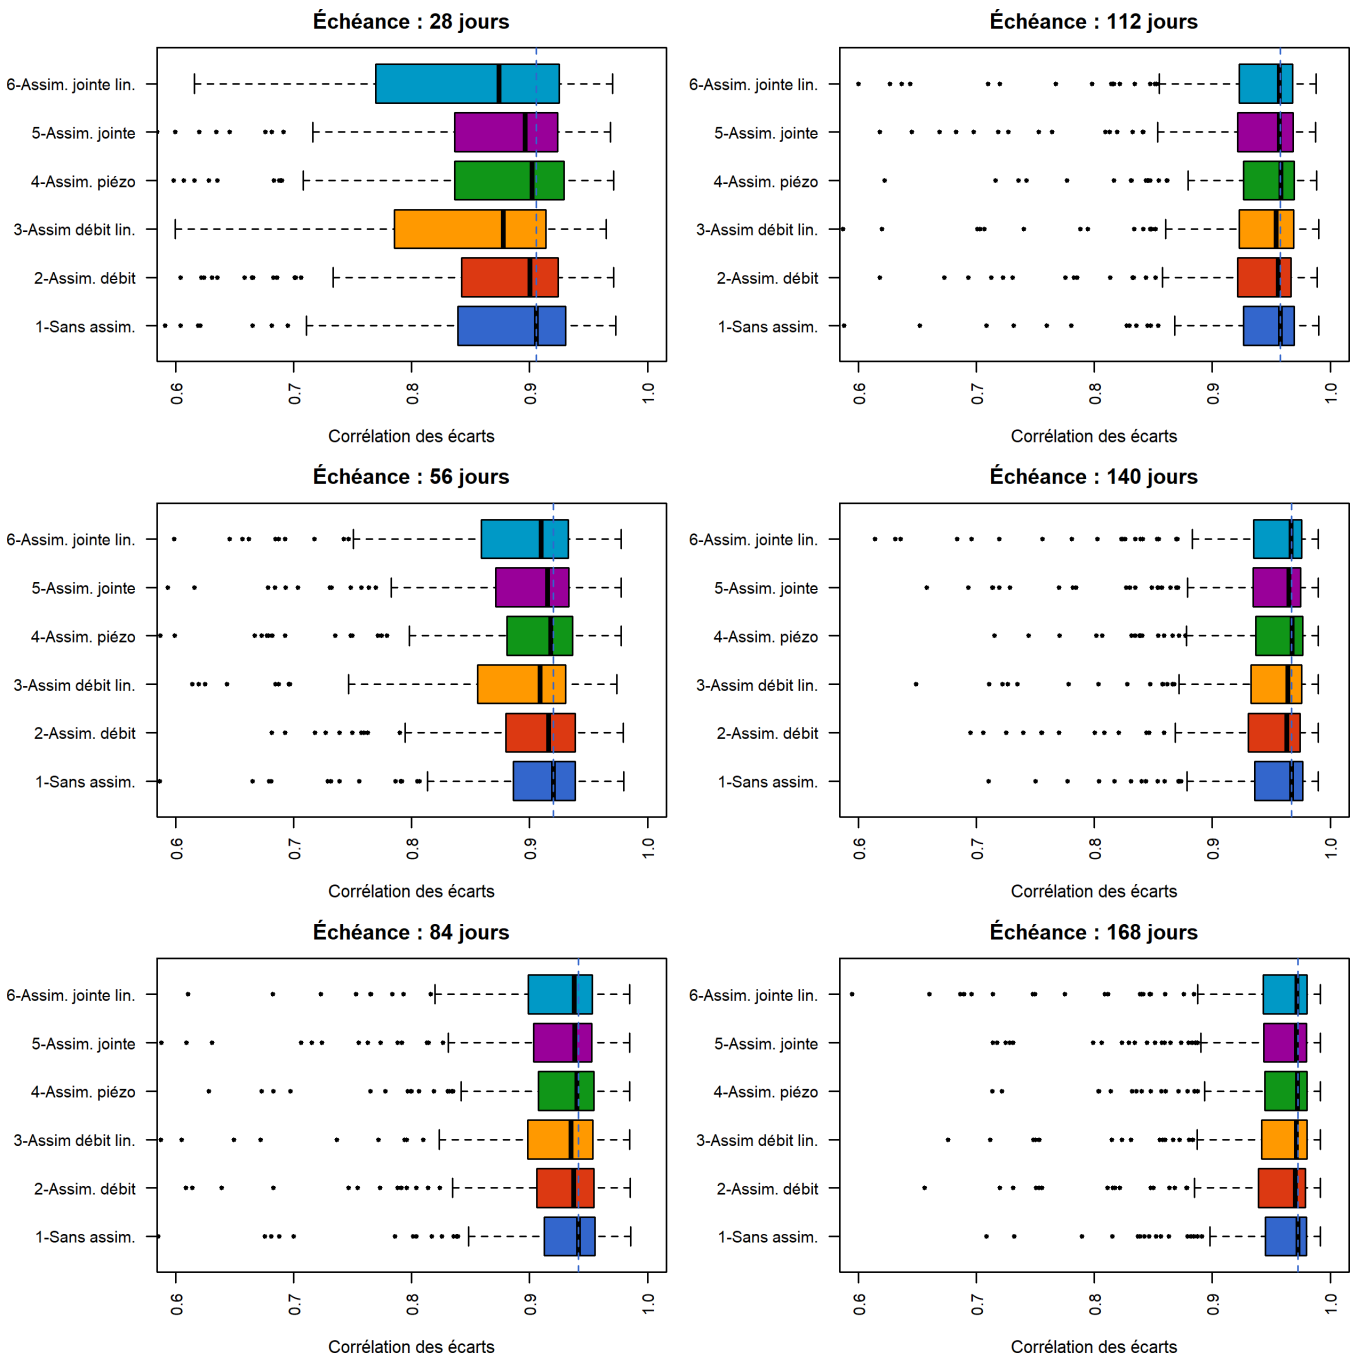 Échéance : 28 jours
6-Assim. jointe lin.
5-Assim. jointe
4-Assim. piézo
3-Assim débit lin.
2-Assim. débit
1-Sans assim.
0.6 0.7 0.8 0.9 1.0
Corrélation des écarts
Échéance : 112 jours
6-Assim. jointe lin.
5-Assim. jointe
4-Assim. piézo
3-Assim débit lin.
2-Assim. débit
1-Sans assim.
0.6 0.7 0.8 0.9 1.0
Corrélation des écarts
Échéance : 56 jours
6-Assim. jointe lin.
5-Assim. jointe
4-Assim. piézo
3-Assim débit lin.
2-Assim. débit
1-Sans assim.
0.6 0.7 0.8 0.9 1.0
Corrélation des écarts
Échéance : 140 jours
6-Assim. jointe lin.
5-Assim. jointe
4-Assim. piézo
3-Assim débit lin.
2-Assim. débit
1-Sans assim.
0.6 0.7 0.8 0.9 1.0
Corrélation des écarts
Échéance : 84 jours
6-Assim. jointe lin.
5-Assim. jointe
4-Assim. piézo
3-Assim débit lin.
2-Assim. débit
1-Sans assim.
0.6 0.7 0.8 0.9 1.0
Corrélation des écarts
Échéance : 168 jours
6-Assim. jointe lin.
5-Assim. jointe
4-Assim. piézo
3-Assim débit lin.
2-Assim. débit
1-Sans assim.
0.6 0.7 0.8 0.9 1.0
Corrélation des écarts